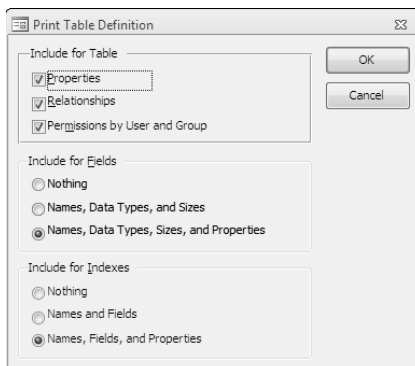 Print Table Definition
Include for Table
OK
Properties
Relationships
Cancel
Permissions by User and Group
Include for Fields
Nothing
Names, Data Types, and Sizes
Names, Data Types, Sizes, and Properties
Include for Indexes
Nothing
Names and Fields
Names, Fields, and Properties